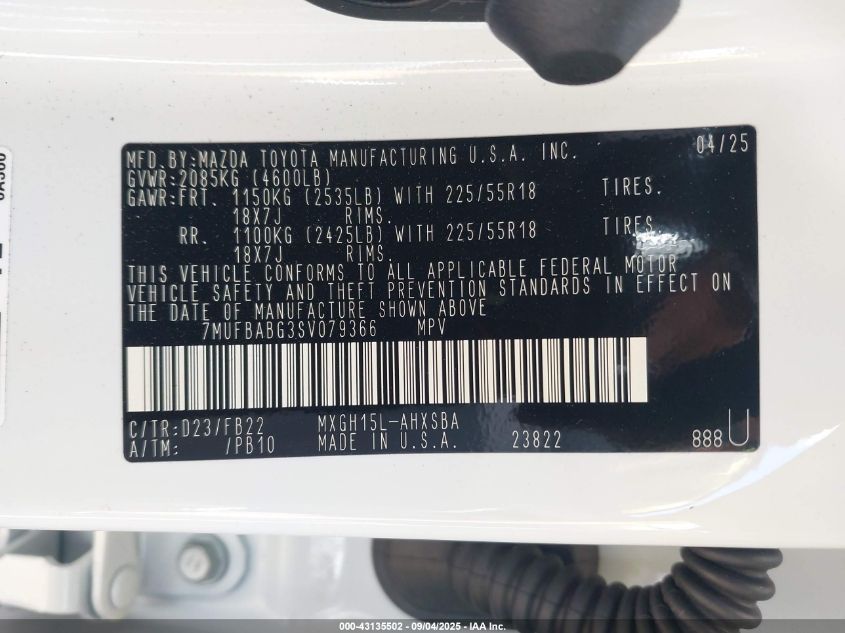 MFD.BY:MAZDA TOYOTA MANUFACTURING U.S.A. INC. 04/25
GVWR:2085KG (4600LB)
GAWR:FRT. 1150KG (2535LB) WITH 225/55R18 TIRES.
18X7J RIMS.
RR. 1100KG (2425LB) WITH 225/55R18 TIRES.
18X7J RIMS.
THIS VEHICLE CONFORMS TO ALL APPLICABLE FEDERAL MOTOR
VEHICLE SAFETY AND THEFT PREVENTION STANDARDS IN EFFECT ON
THE DATE OF MANUFACTURE SHOWN ABOVE
7MUFBABG3SV079366 MPV
C/TR:D23/FB22 MXGH15L-AHXSBA
A/TM: /PB10 MADE IN U.S.A. 23822 888U
000-43135502 - 09/04/2025 - IAA Inc.